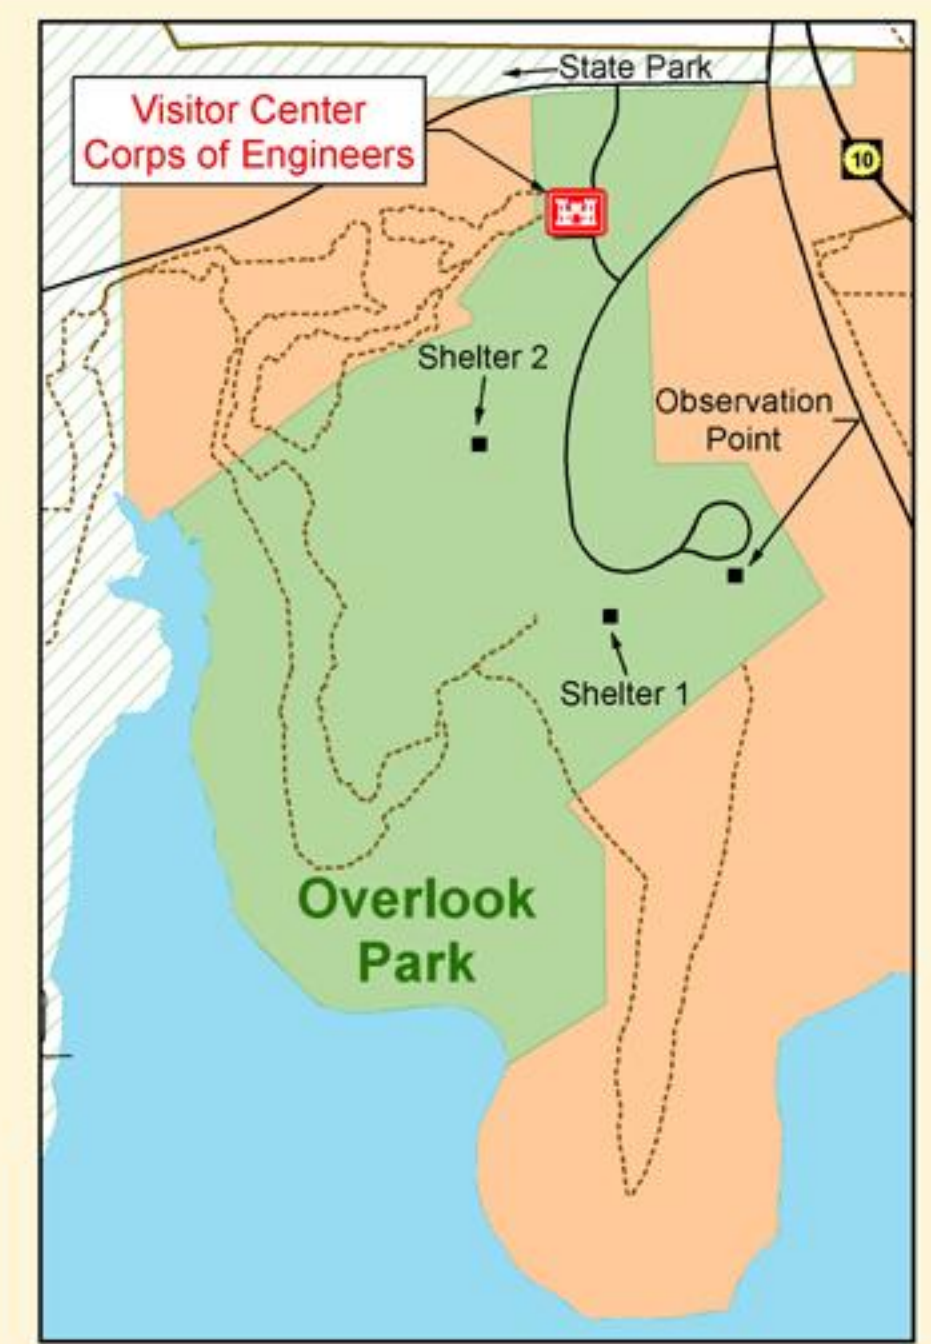 State Park
Visitor Center
Corps of Engineers
10
Shelter 2
Observation
Point
Shelter 1
Overlook
Park